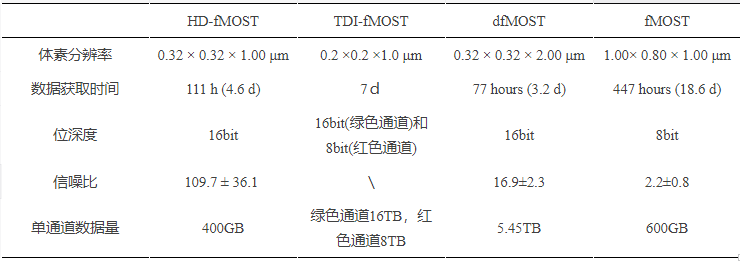 HD-fMOST TDI-fMOST dfMOST fMOST
体素分辨率 0.32 × 0.32 × 1.00 μm 0.2 ×0.2 ×1.0 μm 0.32 × 0.32 × 2.00 μm 1.00× 0.80 × 1.00 μm
数据获取时间 111 h (4.6 d) 7 d 77 hours (3.2 d) 447 hours (18.6 d)
位深度 16bit 16bit(绿色通道)和 16bit 8bit
8bit(红色通道)
信噪比 109.7 ± 36.1 \ 16.9±2.3 2.2±0.8
单通道数据量 400GB 绿色通道16TB，红 5.45TB 600GB
色通道8TB